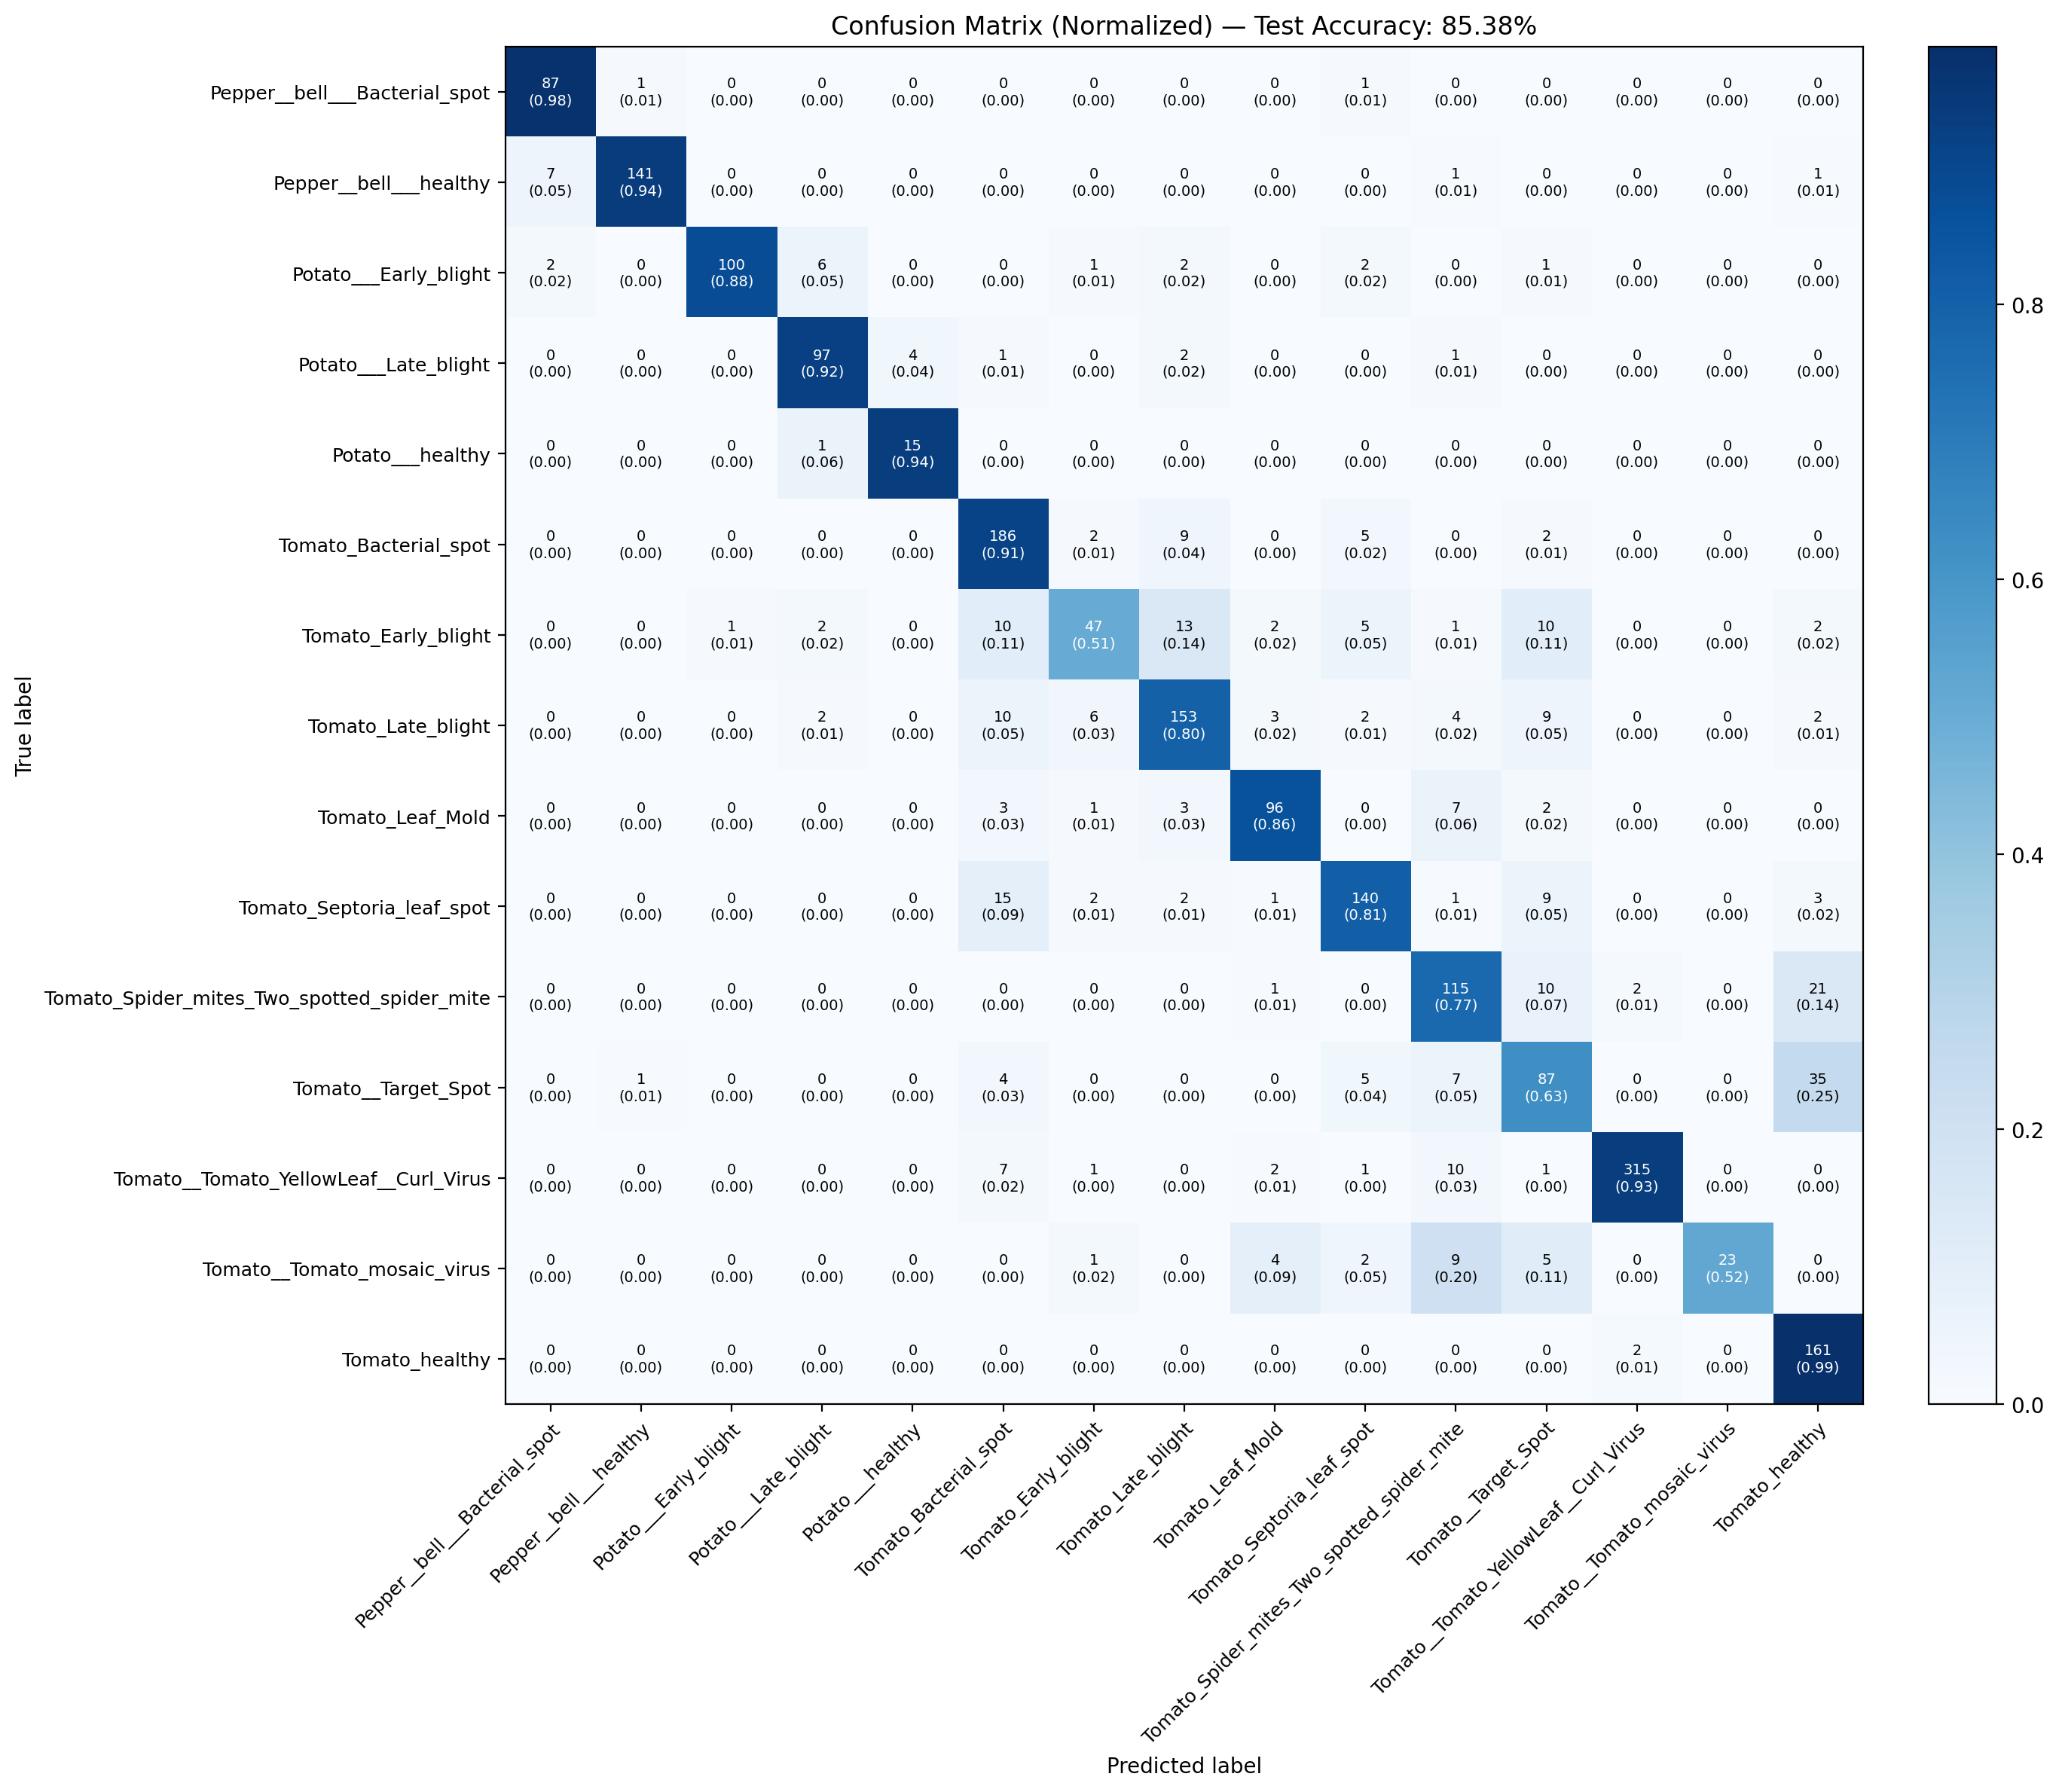 Confusion Matrix (Normalized) — Test Accuracy: 85.38%
True label
Pepper__bell___Bacterial_spot
87 1 0 0 0 0 0 0 0 1 0 0 0 0 0
(0.98) (0.01) (0.00) (0.00) (0.00) (0.00) (0.00) (0.00) (0.00) (0.01) (0.00) (0.00) (0.00) (0.00) (0.00)
Pepper__bell___healthy
7 141 0 0 0 0 0 0 0 0 1 0 0 0 1
(0.05) (0.94) (0.00) (0.00) (0.00) (0.00) (0.00) (0.00) (0.00) (0.00) (0.01) (0.00) (0.00) (0.00) (0.01)
Potato___Early_blight
2 0 100 6 0 0 1 2 0 2 0 1 0 0 0
(0.02) (0.00) (0.88) (0.05) (0.00) (0.00) (0.01) (0.02) (0.00) (0.02) (0.00) (0.01) (0.00) (0.00) (0.00)
Potato___Late_blight
0 0 0 97 4 1 0 2 0 0 1 0 0 0 0
(0.00) (0.00) (0.00) (0.92) (0.04) (0.01) (0.00) (0.02) (0.00) (0.00) (0.01) (0.00) (0.00) (0.00) (0.00)
Potato___healthy
0 0 0 1 15 0 0 0 0 0 0 0 0 0 0
(0.00) (0.00) (0.00) (0.06) (0.94) (0.00) (0.00) (0.00) (0.00) (0.00) (0.00) (0.00) (0.00) (0.00) (0.00)
Tomato_Bacterial_spot
0 0 0 0 0 186 2 9 0 5 0 2 0 0 0
(0.00) (0.00) (0.00) (0.00) (0.00) (0.91) (0.01) (0.04) (0.00) (0.02) (0.00) (0.01) (0.00) (0.00) (0.00)
Tomato_Early_blight
0 0 1 2 0 10 47 13 2 5 1 10 0 0 2
(0.00) (0.00) (0.01) (0.02) (0.00) (0.11) (0.51) (0.14) (0.02) (0.05) (0.01) (0.11) (0.00) (0.00) (0.02)
Tomato_Late_blight
0 0 0 2 0 10 6 153 3 2 4 9 0 0 2
(0.00) (0.00) (0.00) (0.01) (0.00) (0.05) (0.03) (0.80) (0.02) (0.01) (0.02) (0.05) (0.00) (0.00) (0.01)
Tomato_Leaf_Mold
0 0 0 0 0 3 1 3 96 0 7 2 0 0 0
(0.00) (0.00) (0.00) (0.00) (0.00) (0.03) (0.01) (0.03) (0.86) (0.00) (0.06) (0.02) (0.00) (0.00) (0.00)
Tomato_Septoria_leaf_spot
0 0 0 0 0 15 2 2 1 140 1 9 0 0 3
(0.00) (0.00) (0.00) (0.00) (0.00) (0.09) (0.01) (0.01) (0.01) (0.81) (0.01) (0.05) (0.00) (0.00) (0.02)
Tomato_Spider_mites_Two_spotted_spider_mite
0 0 0 0 0 0 0 0 1 0 115 10 2 0 21
(0.00) (0.00) (0.00) (0.00) (0.00) (0.00) (0.00) (0.00) (0.01) (0.00) (0.77) (0.07) (0.01) (0.00) (0.14)
Tomato__Target_Spot
0 1 0 0 0 4 0 0 0 5 7 87 0 0 35
(0.00) (0.01) (0.00) (0.00) (0.00) (0.03) (0.00) (0.00) (0.00) (0.04) (0.05) (0.63) (0.00) (0.00) (0.25)
Tomato__Tomato_YellowLeaf__Curl_Virus
0 0 0 0 0 7 1 0 2 1 10 1 315 0 0
(0.00) (0.00) (0.00) (0.00) (0.00) (0.02) (0.00) (0.00) (0.01) (0.00) (0.03) (0.00) (0.93) (0.00) (0.00)
Tomato__Tomato_mosaic_virus
0 0 0 0 0 0 1 0 4 2 9 5 0 23 0
(0.00) (0.00) (0.00) (0.00) (0.00) (0.00) (0.02) (0.00) (0.09) (0.05) (0.20) (0.11) (0.00) (0.52) (0.00)
Tomato_healthy
0 0 0 0 0 0 0 0 0 0 0 0 2 0 161
(0.00) (0.00) (0.00) (0.00) (0.00) (0.00) (0.00) (0.00) (0.00) (0.00) (0.00) (0.00) (0.01) (0.00) (0.99)
Pepper__bell___Bacterial_spot
Pepper__bell___healthy
Potato___Early_blight
Potato___Late_blight
Potato___healthy
Tomato_Bacterial_spot
Tomato_Early_blight
Tomato_Late_blight
Tomato_Leaf_Mold
Tomato_Septoria_leaf_spot
Tomato_Spider_mites_Two_spotted_spider_mite
Tomato__Target_Spot
Tomato__Tomato_YellowLeaf__Curl_Virus
Tomato__Tomato_mosaic_virus
Tomato_healthy
Predicted label
0.8
0.6
0.4
0.2
0.0